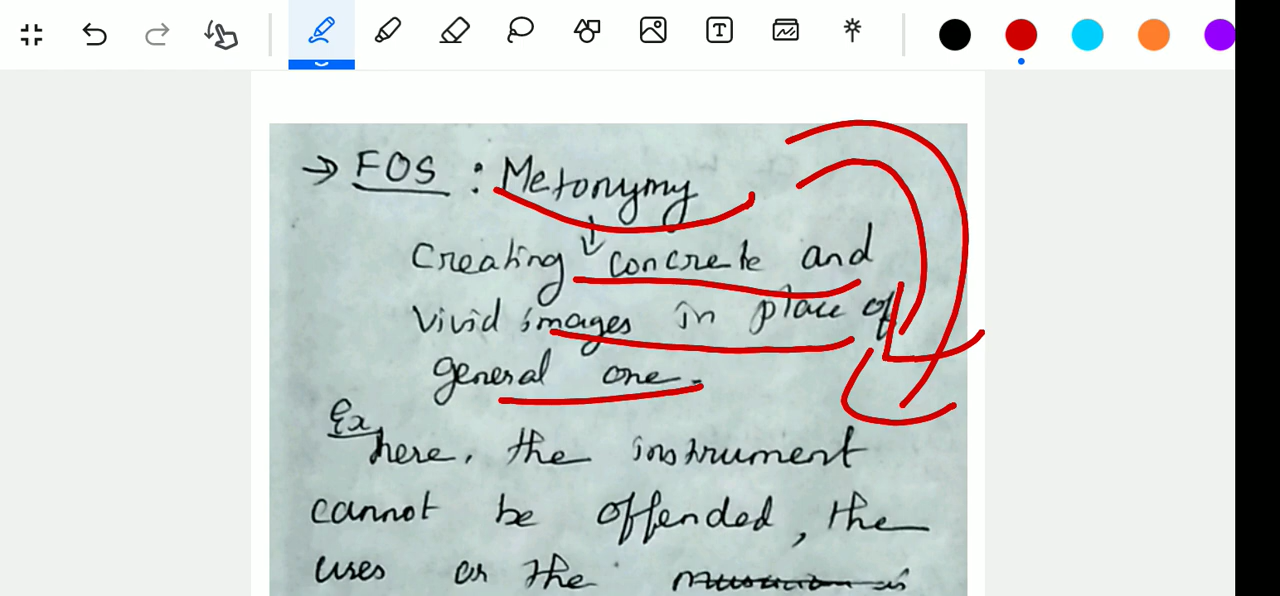 → FOS : Metonymy
Creating concrete and
vivid images in place of
general one.
Ex
here, the instrument
cannot be offended, the
uses or the